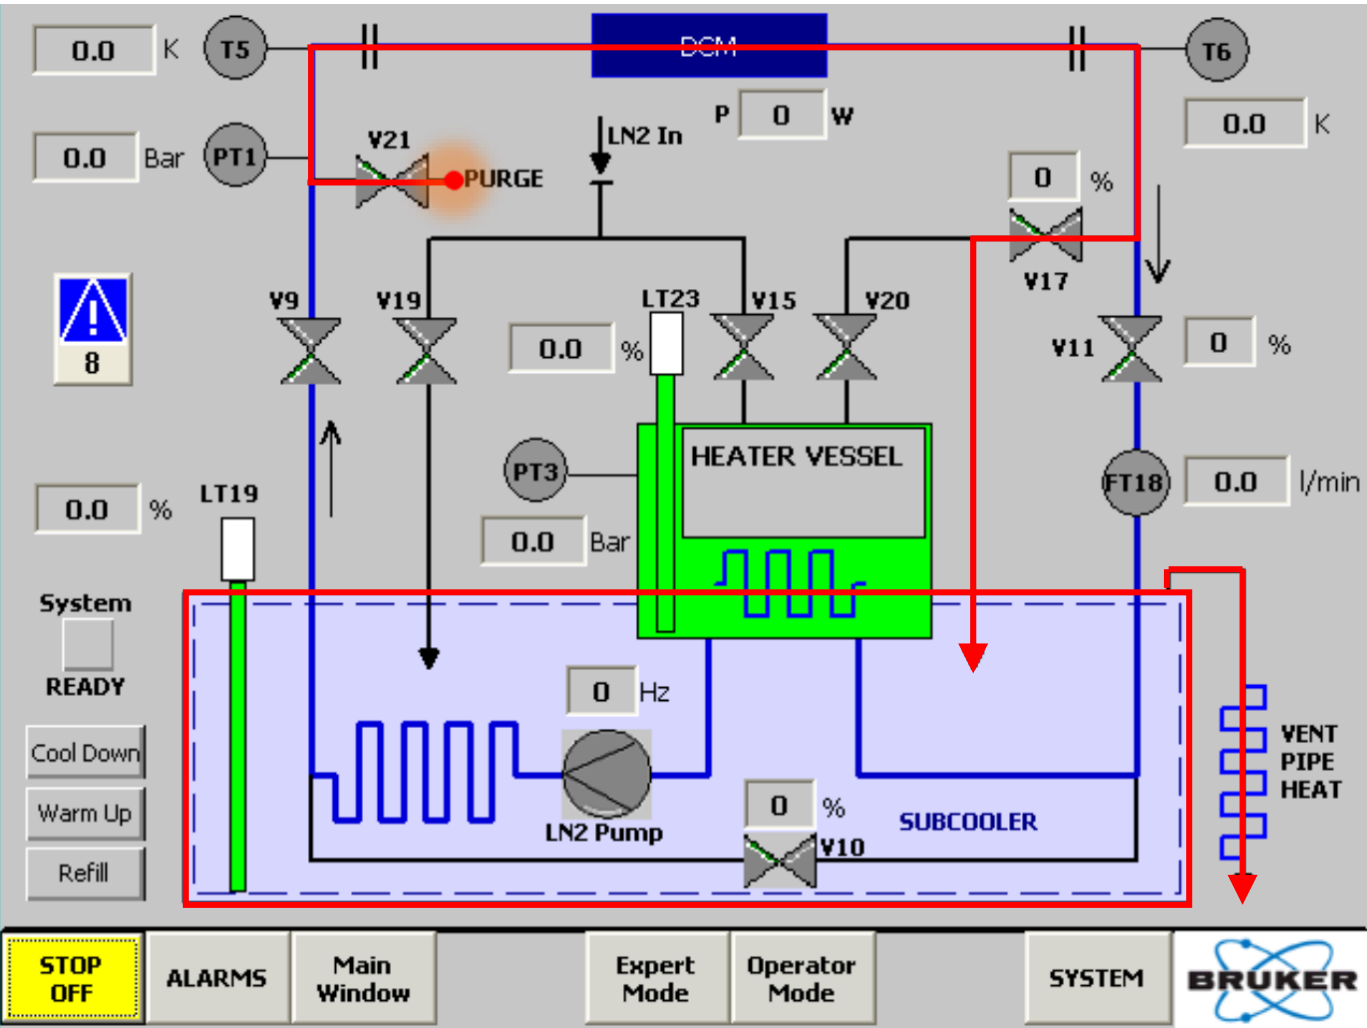 0.0 K T5
DCM
T6
P 0 W
0.0 K
0.0 Bar PT1
V21
PURGE
LN2 In
0 %
V17
8
V9
V19
LT23
V15
V20
0.0 %
V11
0 %
HEATER VESSEL
PT3
0.0 Bar
FT18
0.0 l/min
LT19
0.0 %
System
READY
0 Hz
LN2 Pump
0 %
V10
SUBCOOLER
VENT
PIPE
HEAT
Cool Down
Warm Up
Refill
STOP
OFF
ALARMS
Main
Window
Expert
Mode
Operator
Mode
SYSTEM
BRUKER